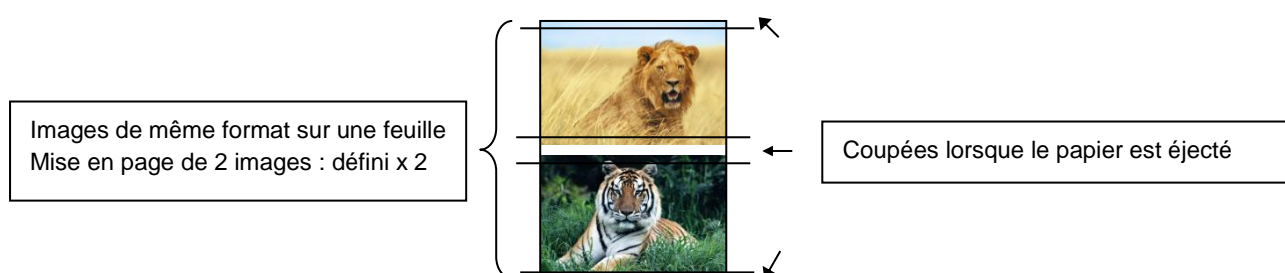 Images de même format sur une feuille
Mise en page de 2 images : défini x 2
Coupées lorsque le papier est éjecté